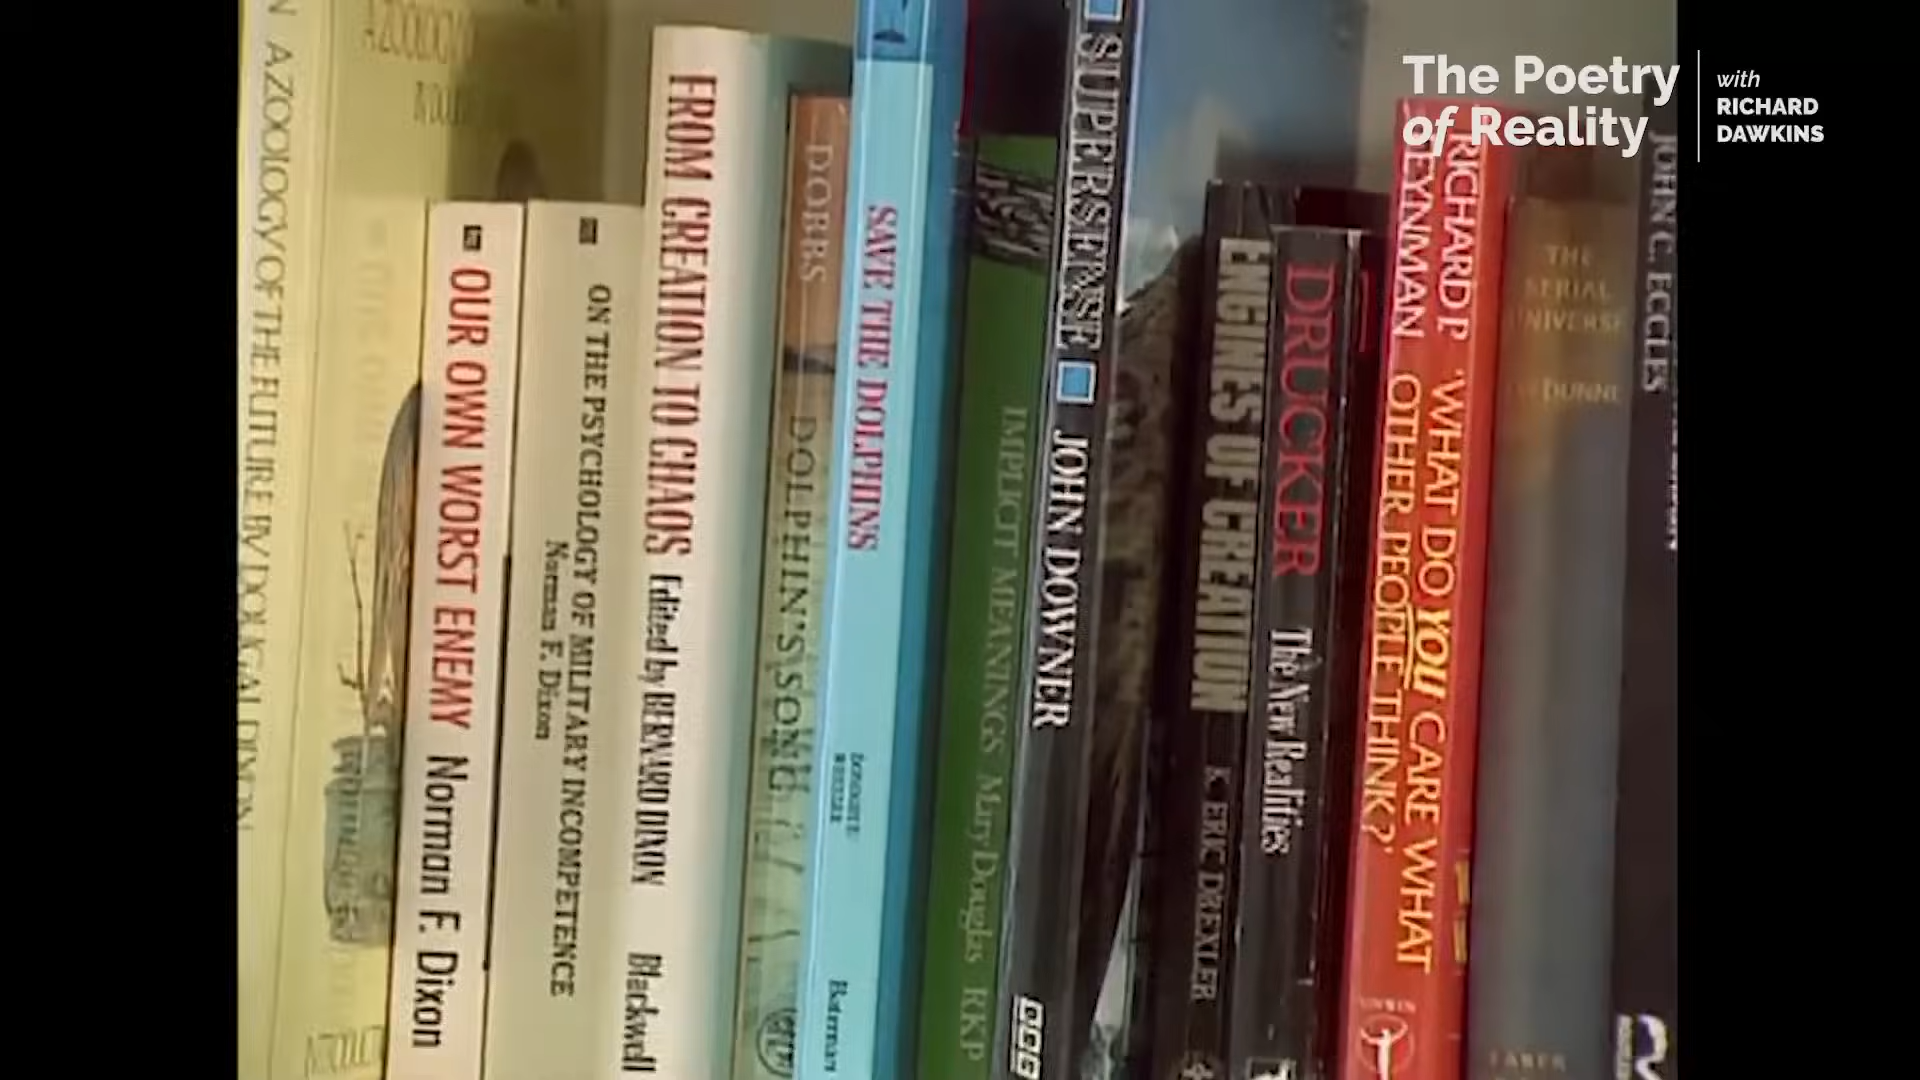 The Poetry
of Reality
with
RICHARD
DAWKINS
A ZOOLOGY OF THE FUTURE BY DOUGAL DIXON
OUR OWN WORST ENEMY Norman F. Dixon
ON THE PSYCHOLOGY OF MILITARY INCOMPETENCE
Norman F. Dixon
FROM CREATION TO CHAOS Edited by BERNARD DIXON Blackwell
DOBBS DOLPHIN'S SONG
SAVE THE DOLPHINS
IMPLICIT MEANINGS Mary Douglas RKP
SUPERSENSE JOHN DOWNER BBC
ENGINES OF CREATION K. ERIC DREXLER
DRUCKER The New Realities
RICHARD P
FEYNMAN
'WHAT DO YOU CARE WHAT
OTHER PEOPLE THINK?'
UNWIN
THE
SERIAL
UNIVERSE
DUNNE
FABER
JOHN C. ECCLES